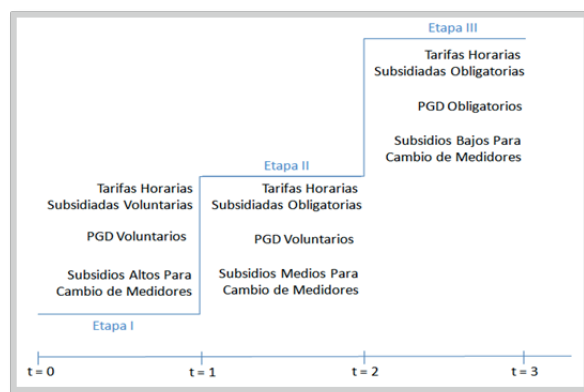 Etapa III
Tarifas Horarias
Subsidiadas Obligatorias
PGD Obligatorios
Subsidios Bajos Para
Cambio de Medidores
Etapa II
Tarifas Horarias
Subsidiadas Obligatorias
PGD Voluntarios
Subsidios Medios Para
Cambio de Medidores
Tarifas Horarias
Subsidiadas Voluntarias
PGD Voluntarios
Subsidios Altos Para
Cambio de Medidores
Etapa I
t = 0
t = 1
t = 2
t = 3